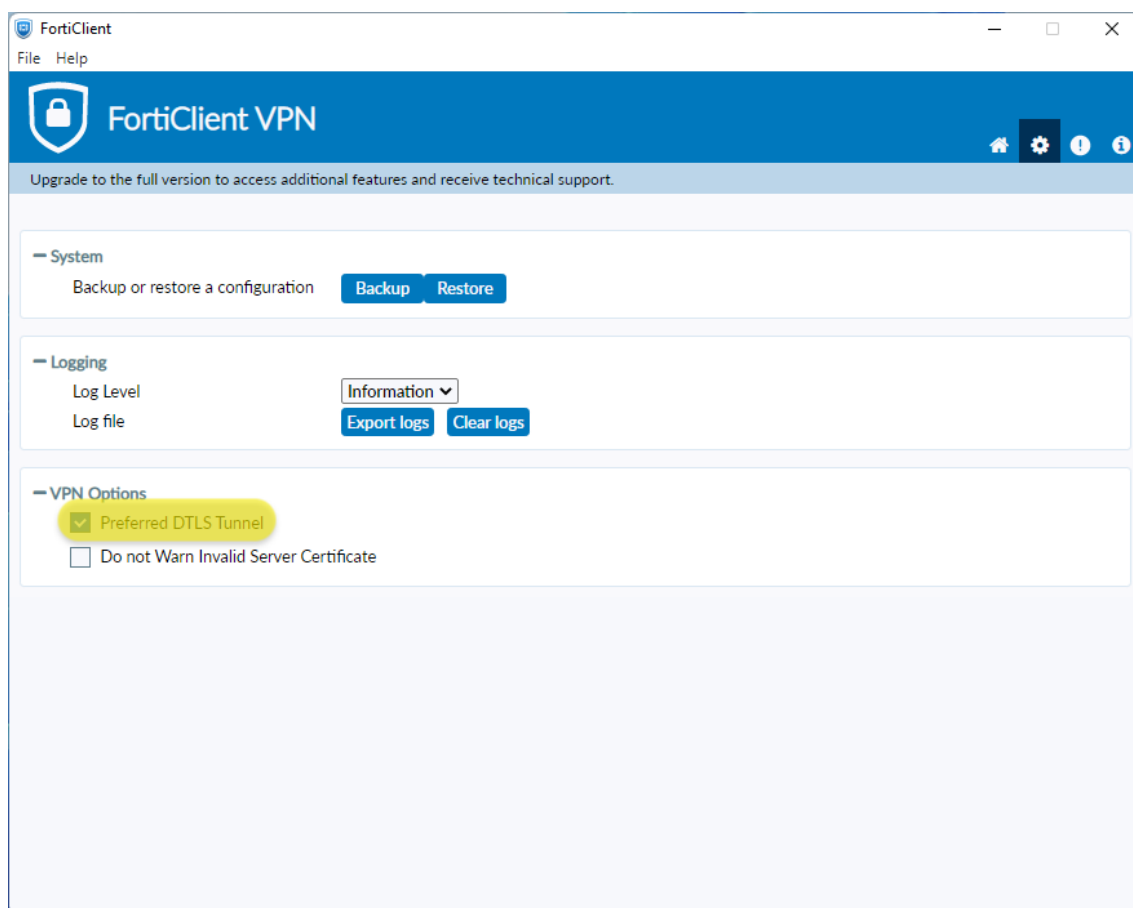 FortiClient
File Help
FortiClient VPN
Upgrade to the full version to access additional features and receive technical support.
System
Backup or restore a configuration Backup Restore
Logging
Log Level Information
Log file Export logs Clear logs
VPN Options
Preferred DTLS Tunnel
Do not Warn Invalid Server Certificate